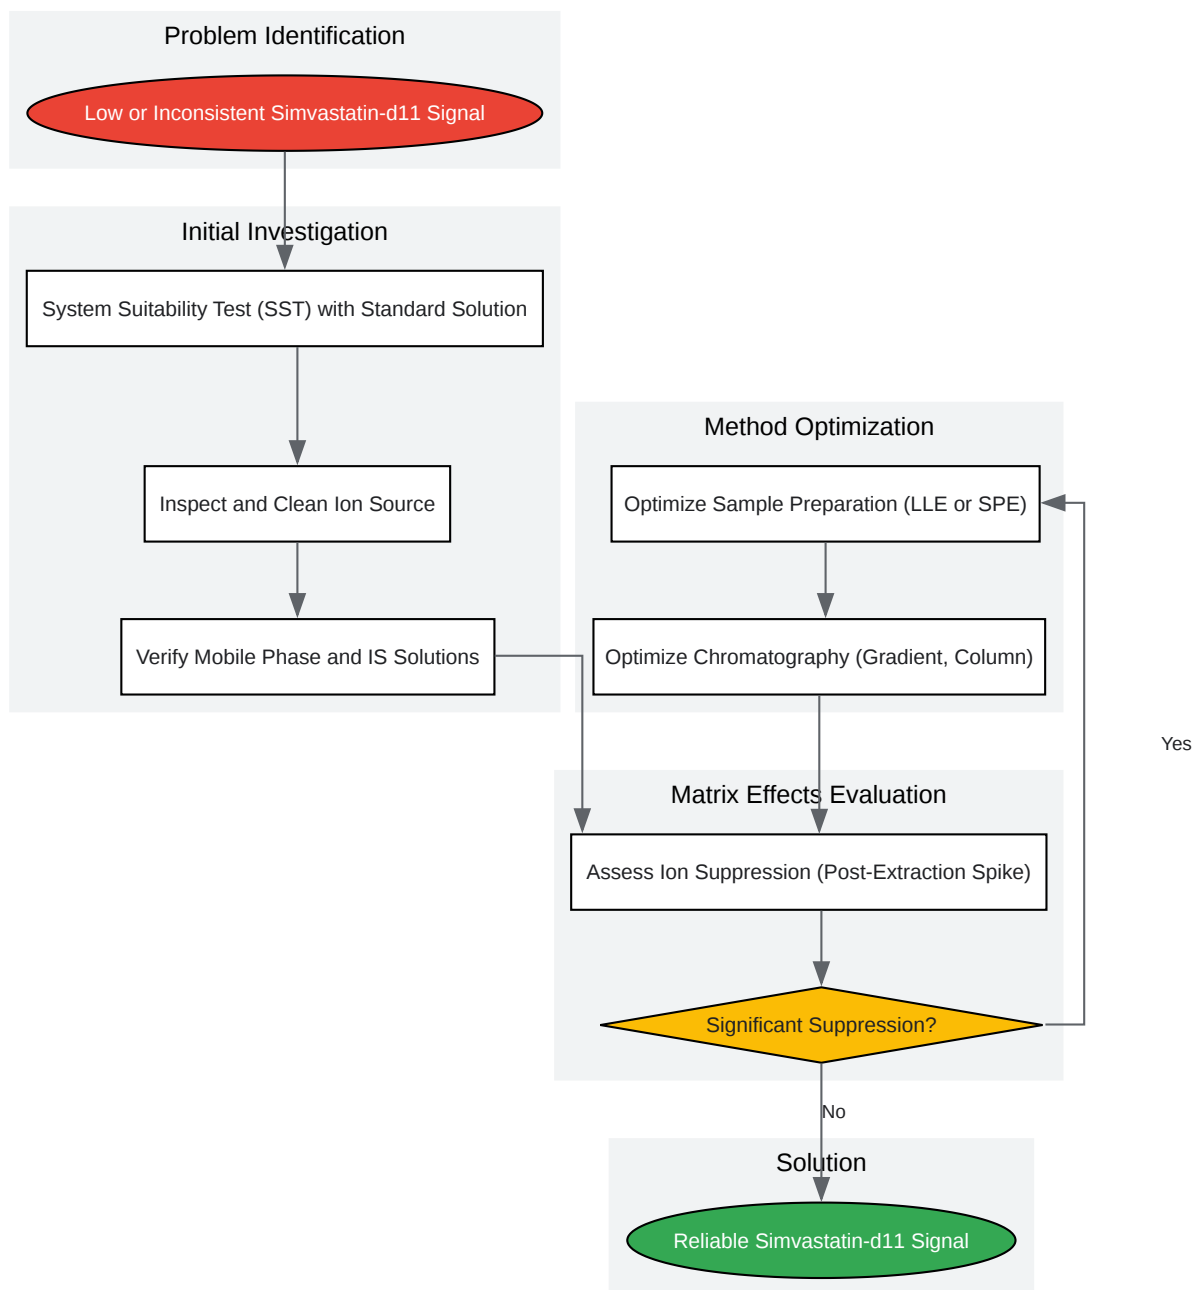 Problem Identification
Low or Inconsistent Simvastatin-d11 Signal
Initial Investigation
System Suitability Test (SST) with Standard Solution
Inspect and Clean Ion Source
Verify Mobile Phase and IS Solutions
Method Optimization
Optimize Sample Preparation (LLE or SPE)
Optimize Chromatography (Gradient, Column)
Yes
Matrix Effects Evaluation
Assess Ion Suppression (Post-Extraction Spike)
Significant Suppression?
No
Solution
Reliable Simvastatin-d11 Signal